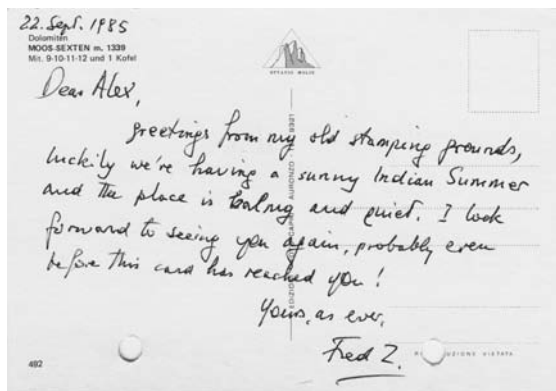 22. Sept. 1985
Dolomiten
MOOS-SEXTEN m. 1339
Mit. 9-10-11-12 und 1 Kofel
Dear Alex,
greetings from my old stamping grounds,
luckily we're having a sunny Indian Summer
and the place is balmy and quiet. I look
forward to seeing you again, probably even
before this card has reached you!
Yours, as ever,
Fred Z.
492